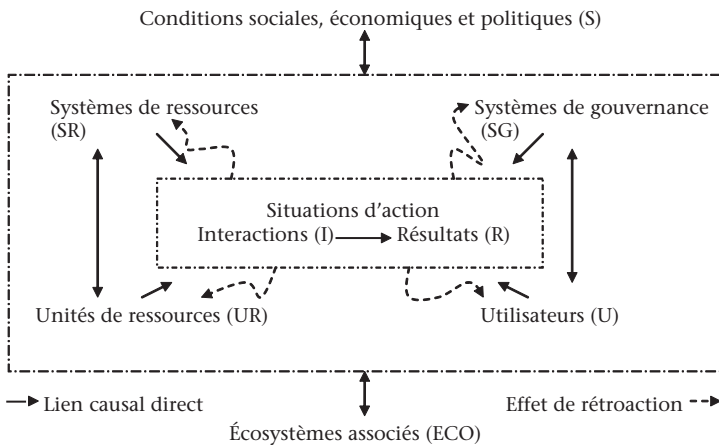 Conditions sociales, économiques et politiques (S)
Systèmes de ressources
(SR)
Systèmes de gouvernance
(SG)
Situations d’action
Interactions (I)
Résultats (R)
Unités de ressources (UR)
Utilisateurs (U)
Lien causal direct
Effet de rétroaction
Écosystèmes associés (ECO)